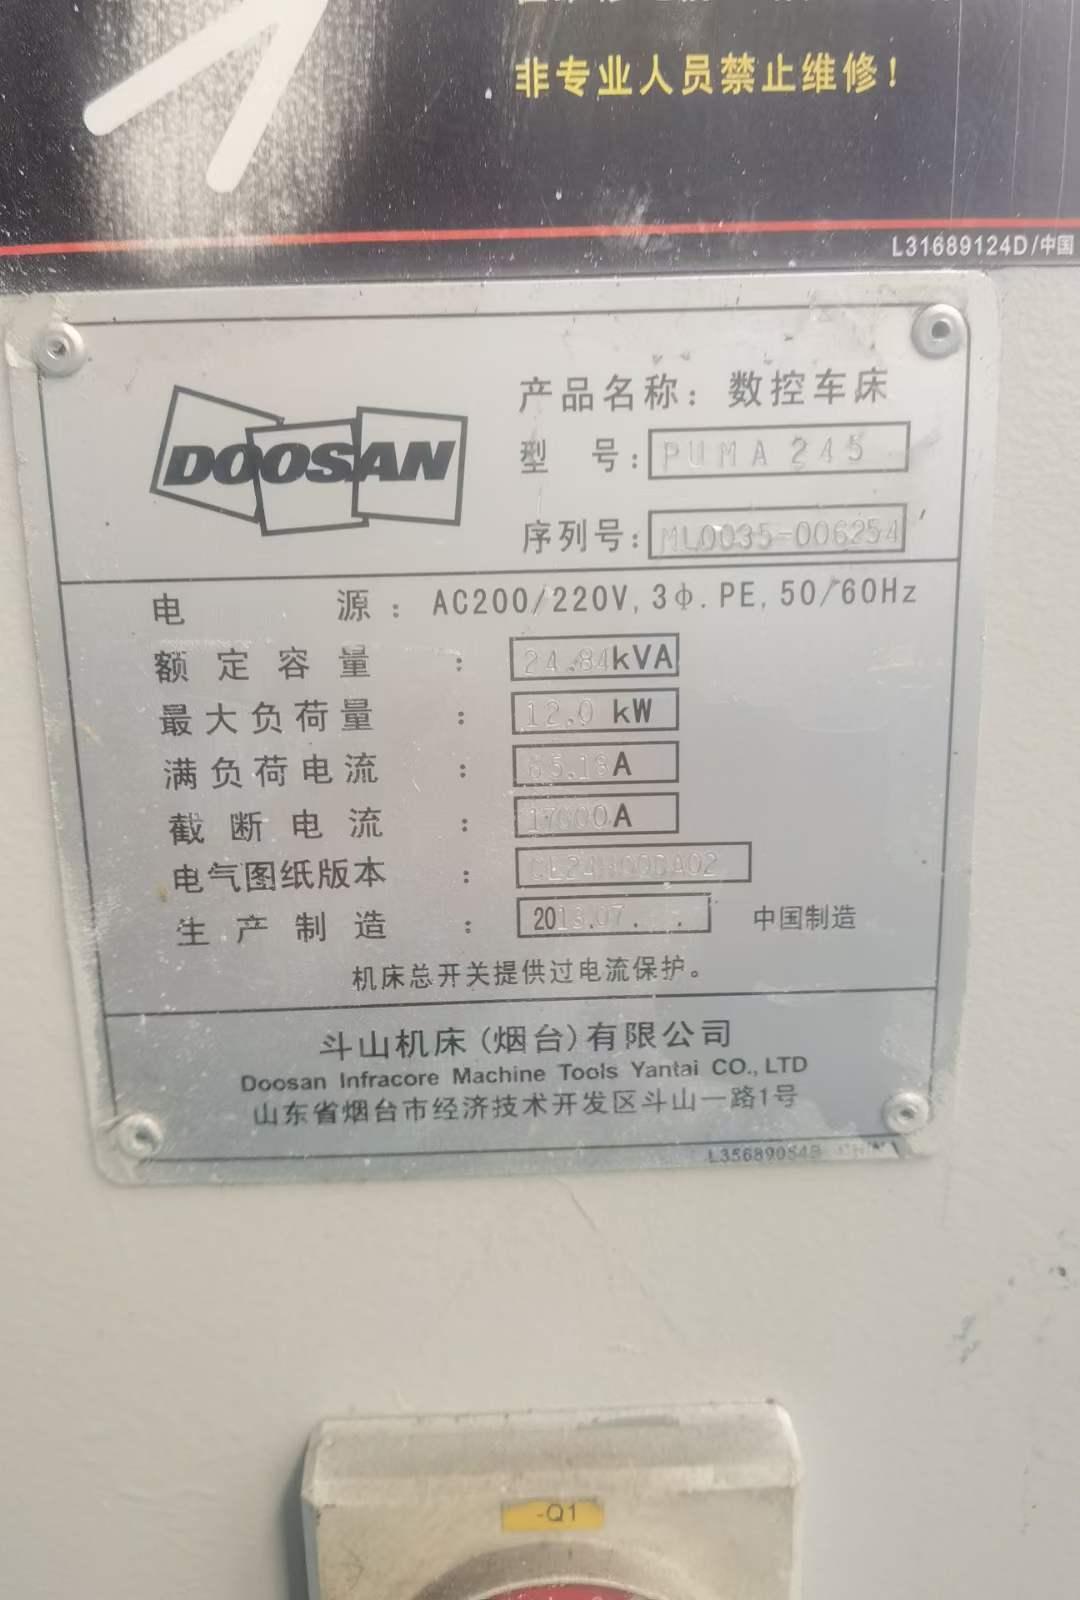 非专业人员禁止维修！
L31689124D/中国
DOOSAN
产品名称：数控车床
型 号：PUMA 245
序列号：ML0035-006254
电 源：AC200/220V, 3φ. PE, 50/60Hz
额定容量：24.84kVA
最大负荷量：12.0 kW
满负荷电流：65.18A
截断电流：17000A
电气图纸版本：
生产制造：2013.07. . 中国制造
机床总开关提供过电流保护。
斗山机床(烟台)有限公司
Doosan Infracore Machine Tools Yantai CO., LTD
山东省烟台市经济技术开发区斗山一路1号
L35689054B
-Q1